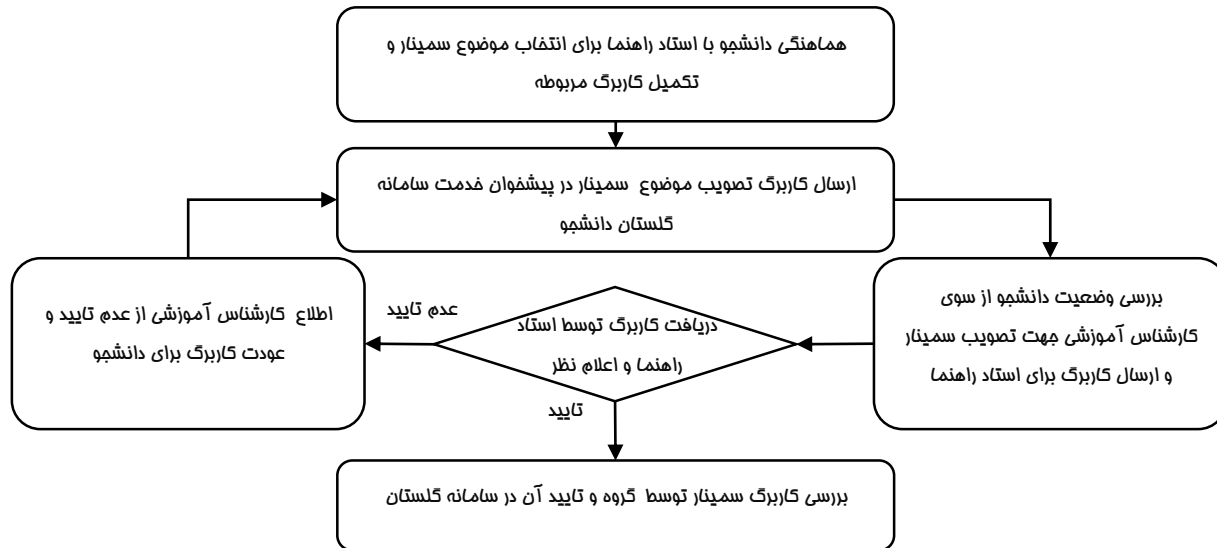 هماهنگی دانشجو با استاد راهنما برای انتخاب موضوع سمینار و
تکمیل کاربرگ مربوطه
ارسال کاربرگ تصویب موضوع سمینار در پیشخوان خدمت سامانه
گلستان دانشجو
بررسی وضعیت دانشجو از سوی
کارشناس آموزشی جهت تصویب سمینار
و ارسال کاربرگ برای استاد راهنما
دریافت کاربرگ توسط استاد
راهنما و اعلام نظر
عدم تایید
اطلاع کارشناس آموزشی از عدم تایید و
عودت کاربرگ برای دانشجو
تایید
بررسی کاربرگ سمینار توسط گروه و تایید آن در سامانه گلستان